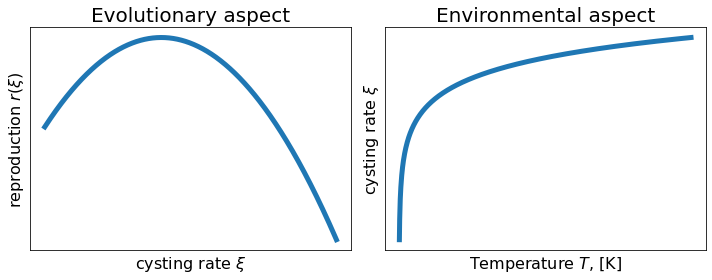 Evolutionary aspect
reproduction r(ξ)
cysting rate ξ
Environmental aspect
cysting rate ξ
Temperature T, [K]